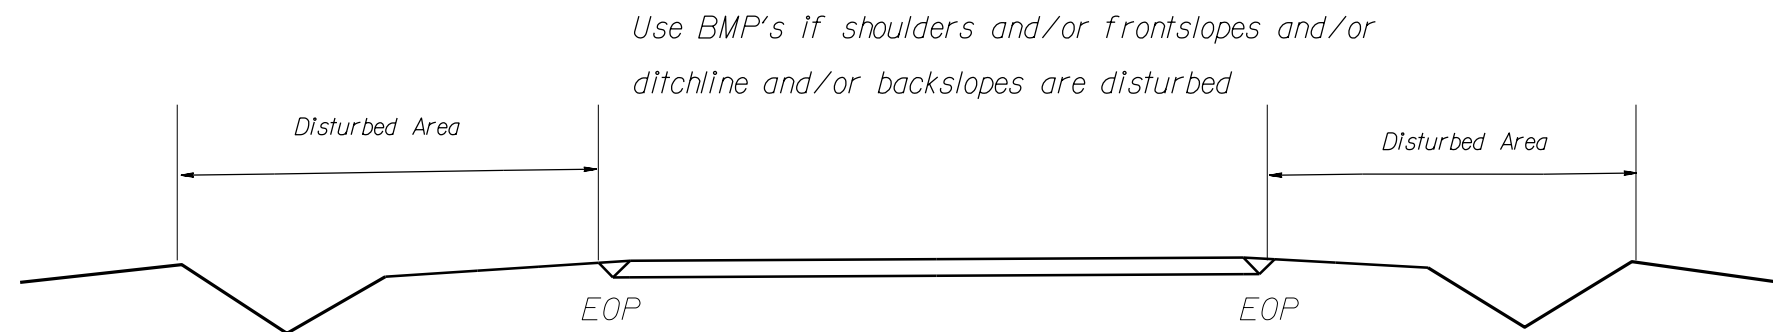 Use BMP's if shoulders and/or frontslopes and/or
ditchline and/or backslopes are disturbed
Disturbed Area
Disturbed Area
EOP
EOP